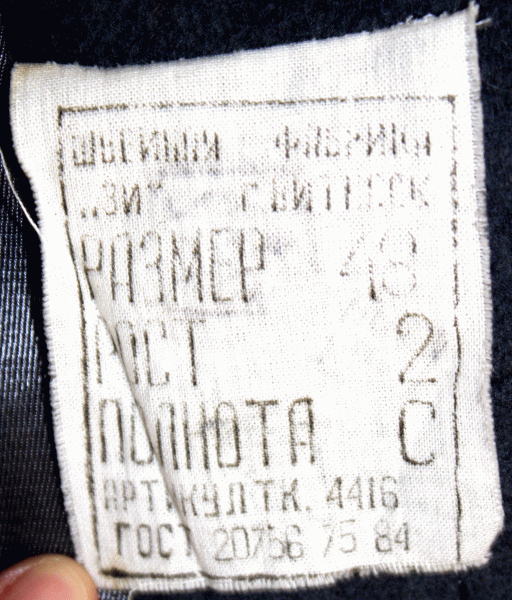 ШВЕЙНАЯ ФАБРИКА
„ЗИ" Г. ВИТЕБСК
РАЗМЕР 48
РОСТ 2
ПОЛНОТА С
АРТИКУЛ ТК. 4416
ГОСТ 20756 75 84